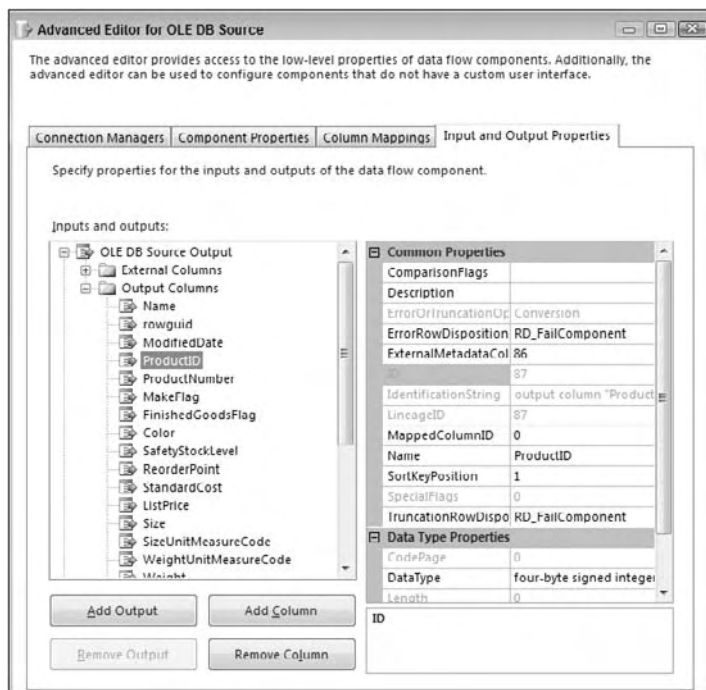 Advanced Editor for OLE DB Source
The advanced editor provides access to the low-level properties of data flow components. Additionally, the
advanced editor can be used to configure components that do not have a custom user interface.
Connection Managers Component Properties Column Mappings Input and Output Properties
Specify properties for the inputs and outputs of the data flow component.
Inputs and outputs:
OLE DB Source Output
External Columns
Output Columns
Name
rowguid
ModifiedDate
ProductID
ProductNumber
MakeFlag
FinishedGoodsFlag
Color
SafetyStockLevel
ReorderPoint
StandardCost
ListPrice
Size
SizeUnitMeasureCode
WeightUnitMeasureCode
Weight
Common Properties
ComparisonFlags
Description
ErrorOrTruncationOp Conversion
ErrorRowDisposition RD_FailComponent
ExternalMetadataCol 86
ID 87
IdentificationString output column "Product
LineageID 87
MappedColumnID 0
Name ProductID
SortKeyPosition 1
SpecialFlags 0
TruncationRowDispo RD_FailComponent
Data Type Properties
CodePage 0
DataType four-byte signed integer
Length 0
Add Output Add Column
Remove Output Remove Column
ID